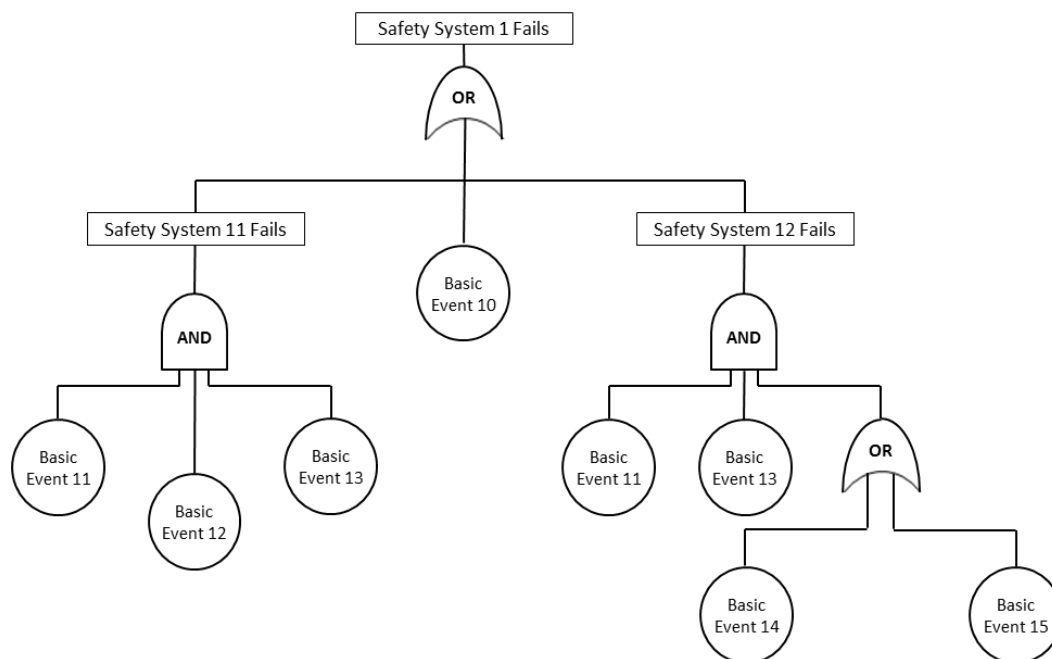 Safety System 1 Fails
OR
Safety System 11 Fails
Safety System 12 Fails
Basic
Event 10
AND
AND
Basic
Event 11
Basic
Event 12
Basic
Event 13
Basic
Event 11
Basic
Event 13
OR
Basic
Event 14
Basic
Event 15